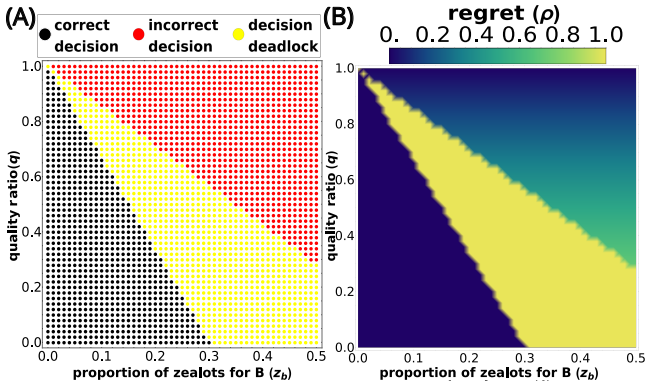 (A)
correct decision
incorrect decision
decision deadlock
1.0
0.8
0.6
0.4
0.2
0.0
quality ratio(q)
0.0 0.1 0.2 0.3 0.4 0.5
proportion of zealots for B (z_b)
(B)
regret (ρ)
0 0.2 0.4 0.6 0.8 1.0
1.0
0.8
0.6
0.4
0.2
0.0
quality ratio (q)
0.0 0.1 0.2 0.3 0.4 0.5
proportion of zealots for B (z_b)